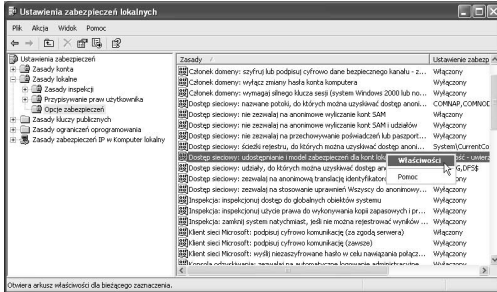 Ustawienia zabezpieczeń lokalnych
Plik Akcja Widok Pomoc
Ustawienia zabezpieczeń
Zasady konta
Zasady lokalne
Zasady inspekcji
Przypisywanie praw użytkownika
Opcje zabezpieczeń
Zasady kluczy publicznych
Zasady ograniczeń oprogramowania
Zasady zabezpieczeń IP w Komputer lokalny
Zasady Ustawienie zabezp
Członek domeny: szyfruj lub podpisuj cyfrowo dane bezpiecznego kanału - z... Włączony
Członek domeny: wyłącz zmiany hasła konta komputera Wyłączony
Członek domeny: wymagaj silnego klucza sesji (system Windows 2000 lub no... Wyłączony
Dostęp sieciowy: nazwane potoki, do których można uzyskiwać dostęp anoni... COMNAP,COMNOD
Dostęp sieciowy: nie zezwalaj na anonimowe wyliczanie kont SAM Włączony
Dostęp sieciowy: nie zezwalaj na anonimowe wyliczanie kont SAM i udziałów Wyłączony
Dostęp sieciowy: nie zezwalaj na przechowywanie poświadczeń lub paszport... Wyłączony
Dostęp sieciowy: ścieżki rejestru, do których można uzyskiwać dostęp anoni... System\CurrentCo
Dostęp sieciowy: udostępnianie i model zabezpieczeń dla kont lok ość - uwierz
Właściwości
Dostęp sieciowy: udziały, do których można uzyskiwać dostęp an G,DFS$
Pomoc
Dostęp sieciowy: zezwalaj na anonimową translację identyfikator
Dostęp sieciowy: zezwalaj na stosowanie uprawnień Wszyscy do anonimowy... Wyłączony
Inspekcja: inspekcjonuj dostęp do globalnych obiektów systemu Wyłączony
Inspekcja: inspekcjonuj użycie prawa do wykonywania kopii zapasowych i pr... Wyłączony
Inspekcja: zamknij system natychmiast, jeśli nie można rejestrować wyników ... Wyłączony
Klient sieci Microsoft: podpisuj cyfrowo komunikację (za zgodą serwera) Włączony
Klient sieci Microsoft: podpisuj cyfrowo komunikację (zawsze) Wyłączony
Klient sieci Microsoft: wyślij niezaszyfrowane hasło w celu nawiązania połącz... Wyłączony
Otwiera arkusz właściwości dla bieżącego zaznaczenia.